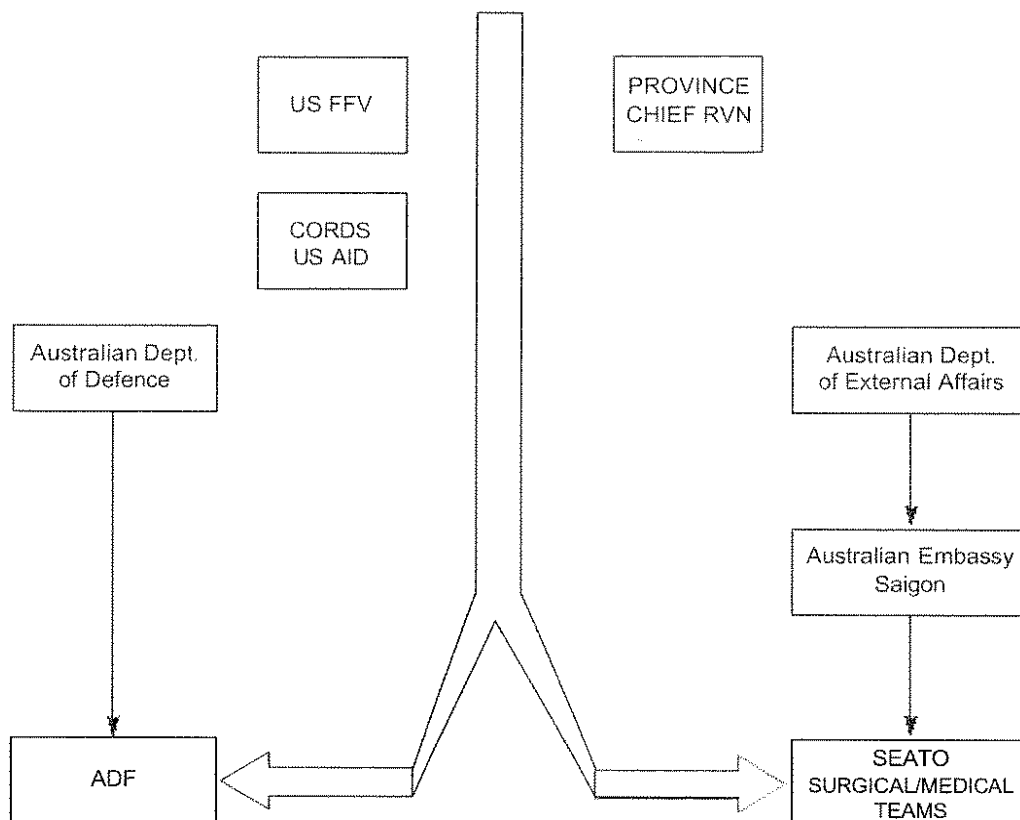 US FFV
PROVINCE
CHIEF RVN
CORDS
US AID
Australian Dept.
of Defence
Australian Dept.
of External Affairs
Australian Embassy
Saigon
ADF
SEATO
SURGICAL/MEDICAL
TEAMS